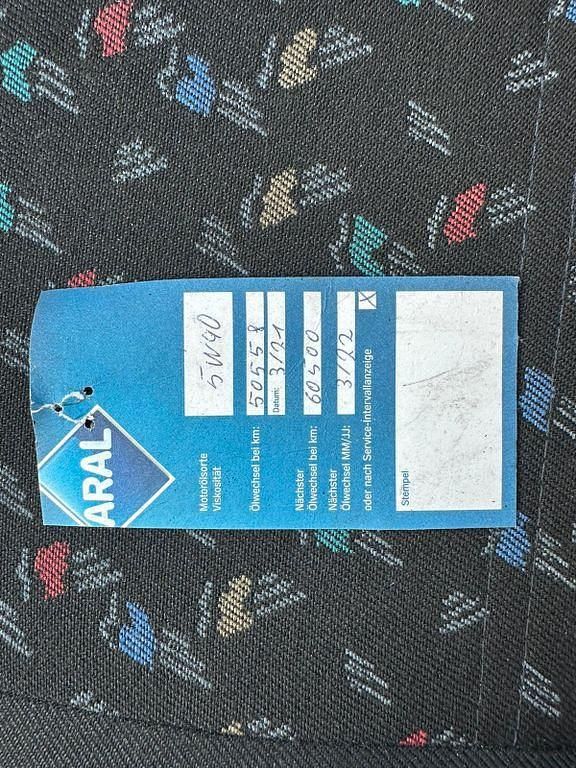 ARAL
Motorölsorte
Viskosität
5W40
Ölwechsel bei km:
50558
Datum: 3/21
Nächster
Ölwechsel bei km:
60500
Nächster
Ölwechsel MM/JJ:
3/22
oder nach Service-Intervallanzeige X
Stempel